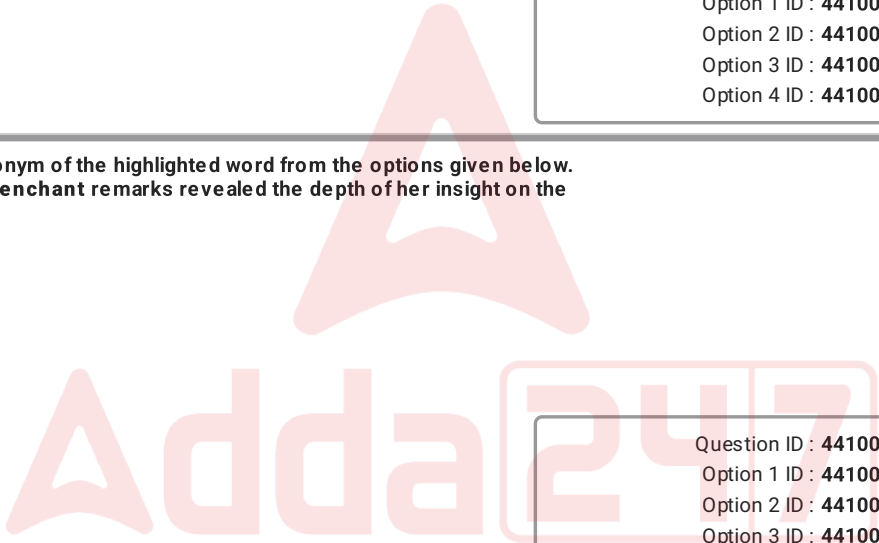 Option 1 ID : 44100
Option 2 ID : 44100
Option 3 ID : 44100
Option 4 ID : 44100
onym of the highlighted word from the options given below.
enchant remarks revealed the depth of her insight on the
Adda247
Question ID : 44100
Option 1 ID : 44100
Option 2 ID : 44100
Option 3 ID : 44100